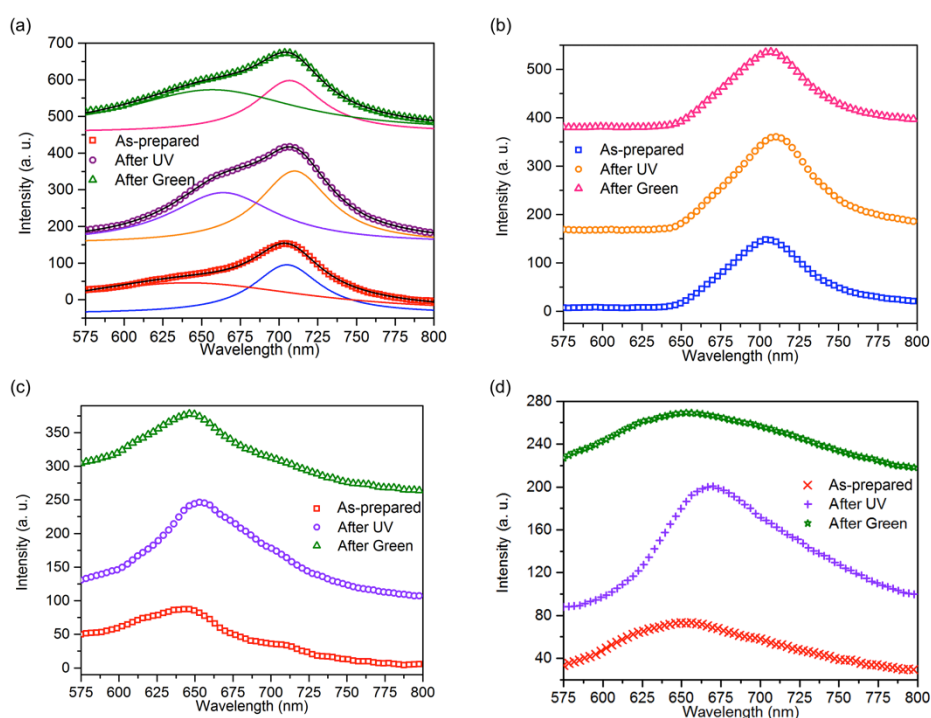 (a)
700
600
500
400
300
200
100
0
Intensity (a. u.)
As-prepared
After UV
After Green
575 600 625 650 675 700 725 750 775 800
Wavelength (nm)
(b)
500
400
300
200
100
0
Intensity (a. u.)
As-prepared
After UV
After Green
575 600 625 650 675 700 725 750 775 800
Wavelength (nm)
(c)
350
300
250
200
150
100
50
0
Intensity (a. u.)
As-prepared
After UV
After Green
575 600 625 650 675 700 725 750 775 800
Wavelength (nm)
(d)
280
240
200
160
120
80
40
Intensity (a. u.)
As-prepared
After UV
After Green
575 600 625 650 675 700 725 750 775 800
Wavelength (nm)